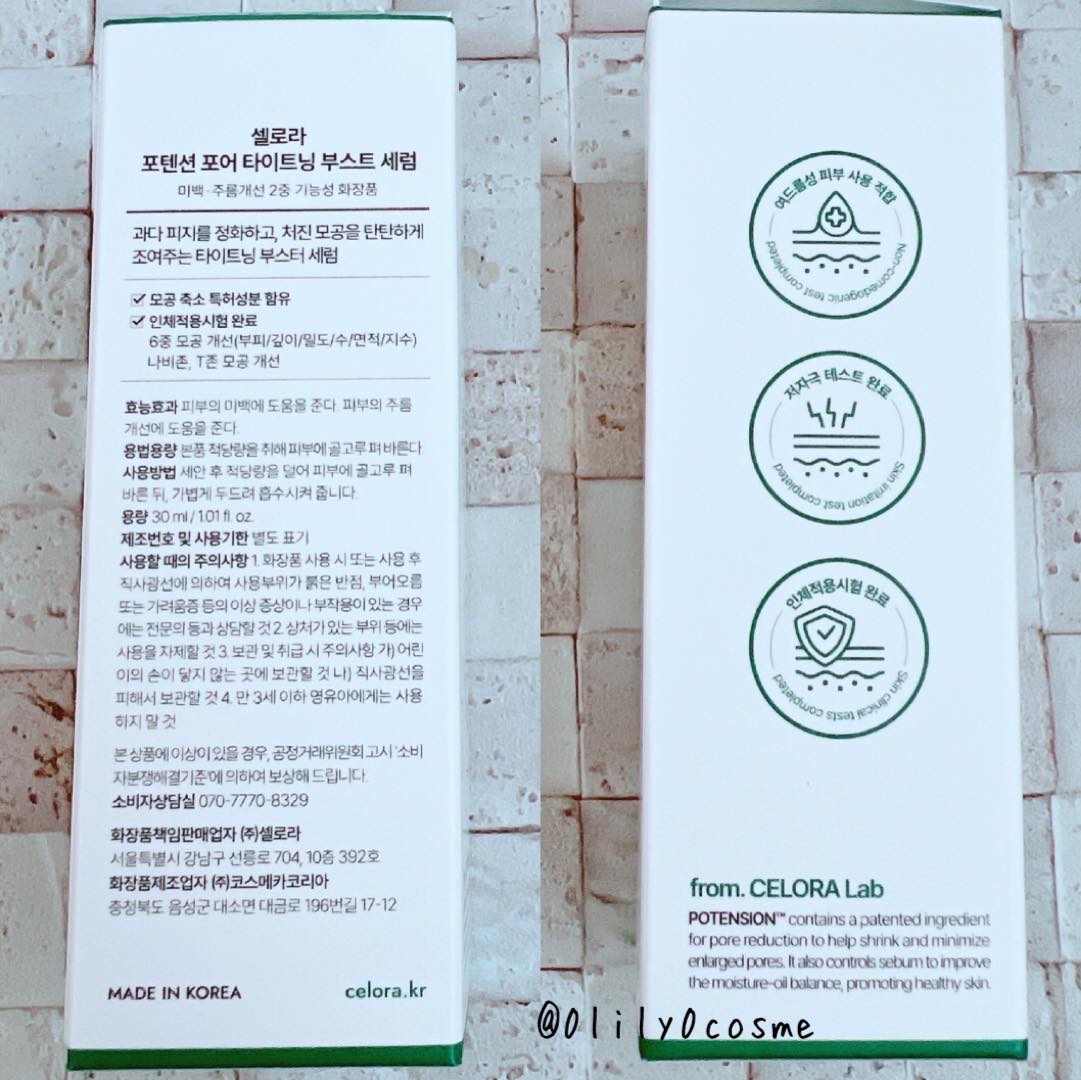 셀로라
포텐션 포어 타이트닝 부스트 세럼
미백·주름개선 2중 기능성 화장품
과다 피지를 정화하고, 처진 모공을 탄탄하게
조여주는 타이트닝 부스터 세럼
모공 축소 특허성분 함유
인체적용시험 완료
6중 모공 개선(부피/깊이/밀도/수/면적/지수)
나비존, T존 모공 개선
효능효과 피부의 미백에 도움을 준다. 피부의 주름
개선에 도움을 준다.
용법용량 본품 적당량을 취해 피부에 골고루 펴 바른다.
사용방법 세안 후 적당량을 덜어 피부에 골고루 펴
바른 뒤, 가볍게 두드려 흡수시켜 줍니다.
용량 30 ml / 1.01 fl. oz.
제조번호 및 사용기한 별도 표기
사용할 때의 주의사항 1. 화장품 사용 시 또는 사용 후
직사광선에 의하여 사용부위가 붉은 반점, 부어오름
또는 가려움증 등의 이상 증상이나 부작용이 있는 경우
에는 전문의 등과 상담할 것 2. 상처가 있는 부위 등에는
사용을 자제할 것 3. 보관 및 취급 시 주의사항 가) 어린
이의 손이 닿지 않는 곳에 보관할 것 나) 직사광선을
피해서 보관할 것 4. 만 3세 이하 영유아에게는 사용
하지 말 것
본 상품에 이상이 있을 경우, 공정거래위원회 고시 '소비
자분쟁해결기준'에 의하여 보상해 드립니다.
소비자상담실 070-7770-8329
화장품책임판매업자 (주)셀로라
서울특별시 강남구 선릉로 704, 10층 392호
화장품제조업자 (주)코스메카코리아
충청북도 음성군 대소면 대금로 196번길 17-12
MADE IN KOREA
celora.kr
여드름성 피부 사용 적합
Non-comedogenic test completed
저자극 테스트 완료
Skin irritation test completed
인체적용시험 완료
Skin clinical tests completed
from. CELORA Lab
POTENSION™ contains a patented ingredient
for pore reduction to help shrink and minimize
enlarged pores. It also controls sebum to improve
the moisture-oil balance, promoting healthy skin.
@0lily0cosme